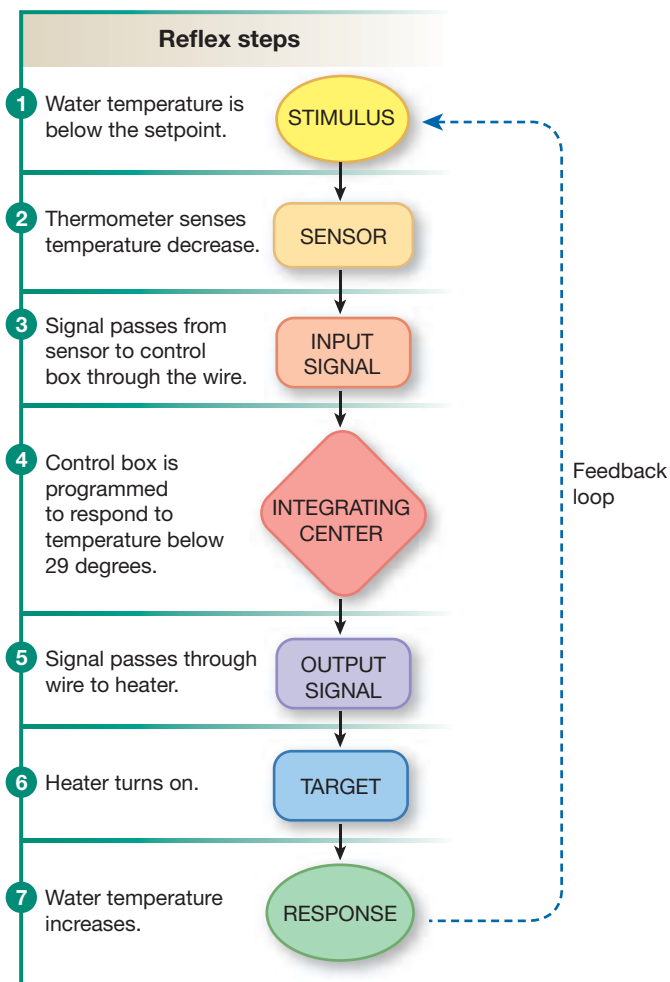 Reflex steps
1
Water temperature is
below the setpoint.
STIMULUS
2
Thermometer senses
temperature decrease.
SENSOR
3
Signal passes from
sensor to control
box through the wire.
INPUT
SIGNAL
4
Control box is
programmed
to respond to
temperature below
29 degrees.
INTEGRATING
CENTER
Feedback
loop
5
Signal passes through
wire to heater.
OUTPUT
SIGNAL
6
Heater turns on.
TARGET
7
Water temperature
increases.
RESPONSE